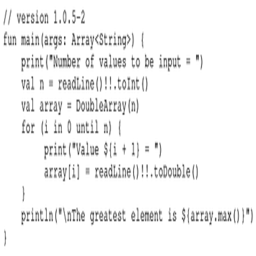 // version 1.0.5-2
fun main(args: Array<String>) {
    print("Number of values to be input = ")
    val n = readLine()!!.toInt()
    val array = DoubleArray(n)
    for (i in 0 until n) {
        print("Value ${i + 1} = ")
        array[i] = readLine()!!.toDouble()
    }
    println("\nThe greatest element is ${array.max()}")
}